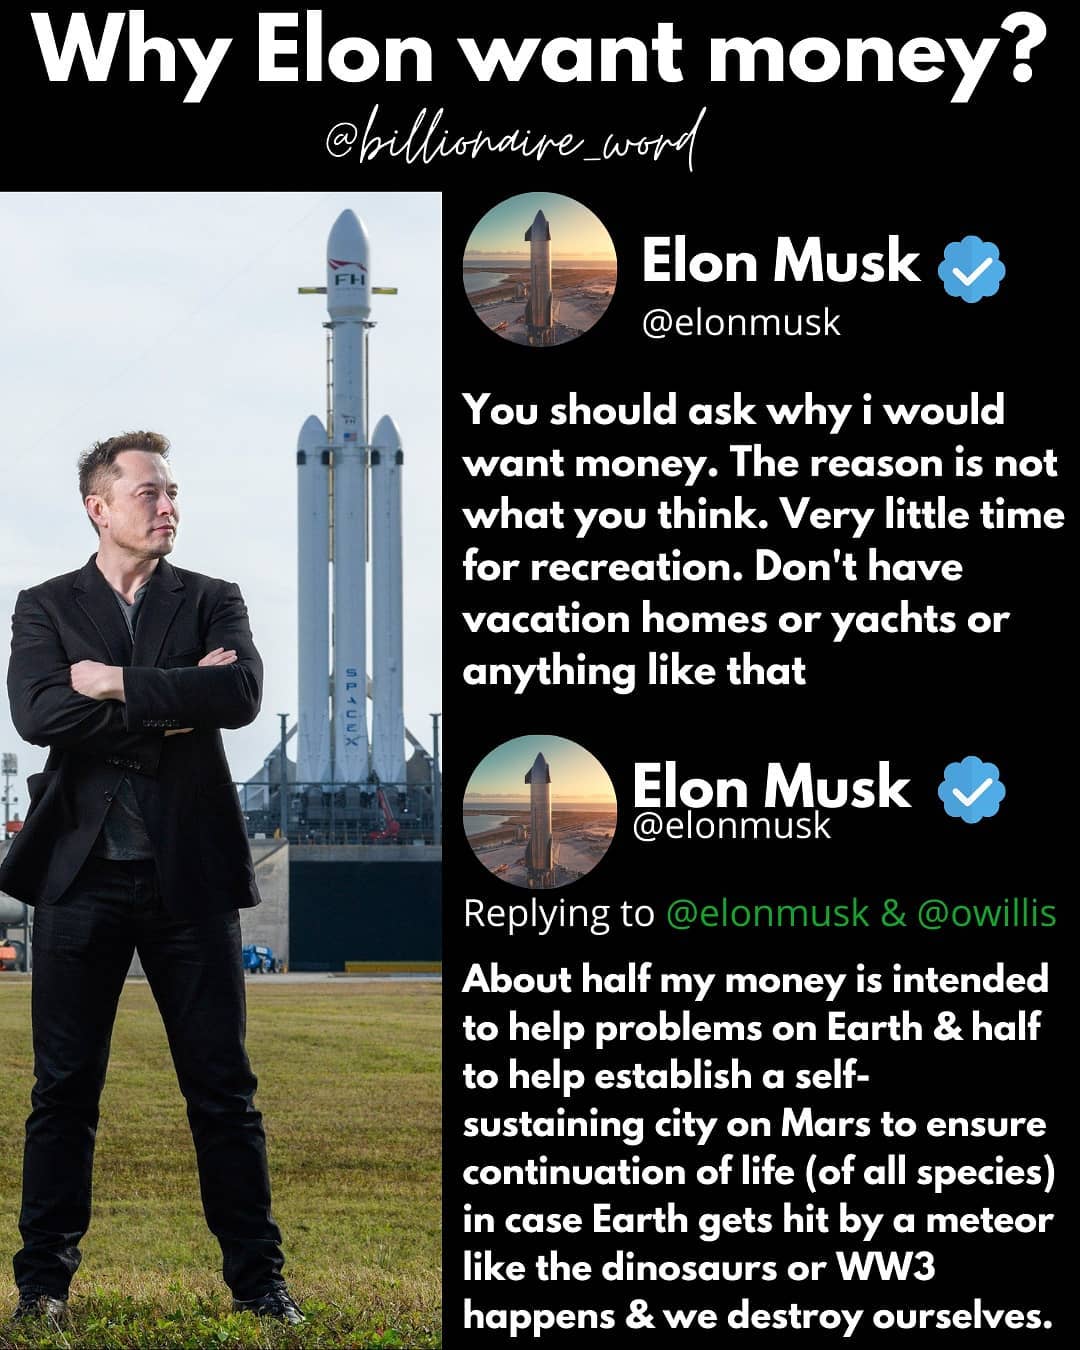 Why Elon want money?
@billionaire_word
FH
FH
SPACEX
Elon Musk
@elonmusk
You should ask why i would
want money. The reason is not
what you think. Very little time
for recreation. Don't have
vacation homes or yachts or
anything like that
Elon Musk
@elonmusk
Replying to @elonmusk & @owillis
About half my money is intended
to help problems on Earth & half
to help establish a self-
sustaining city on Mars to ensure
continuation of life (of all species)
in case Earth gets hit by a meteor
like the dinosaurs or WW3
happens & we destroy ourselves.